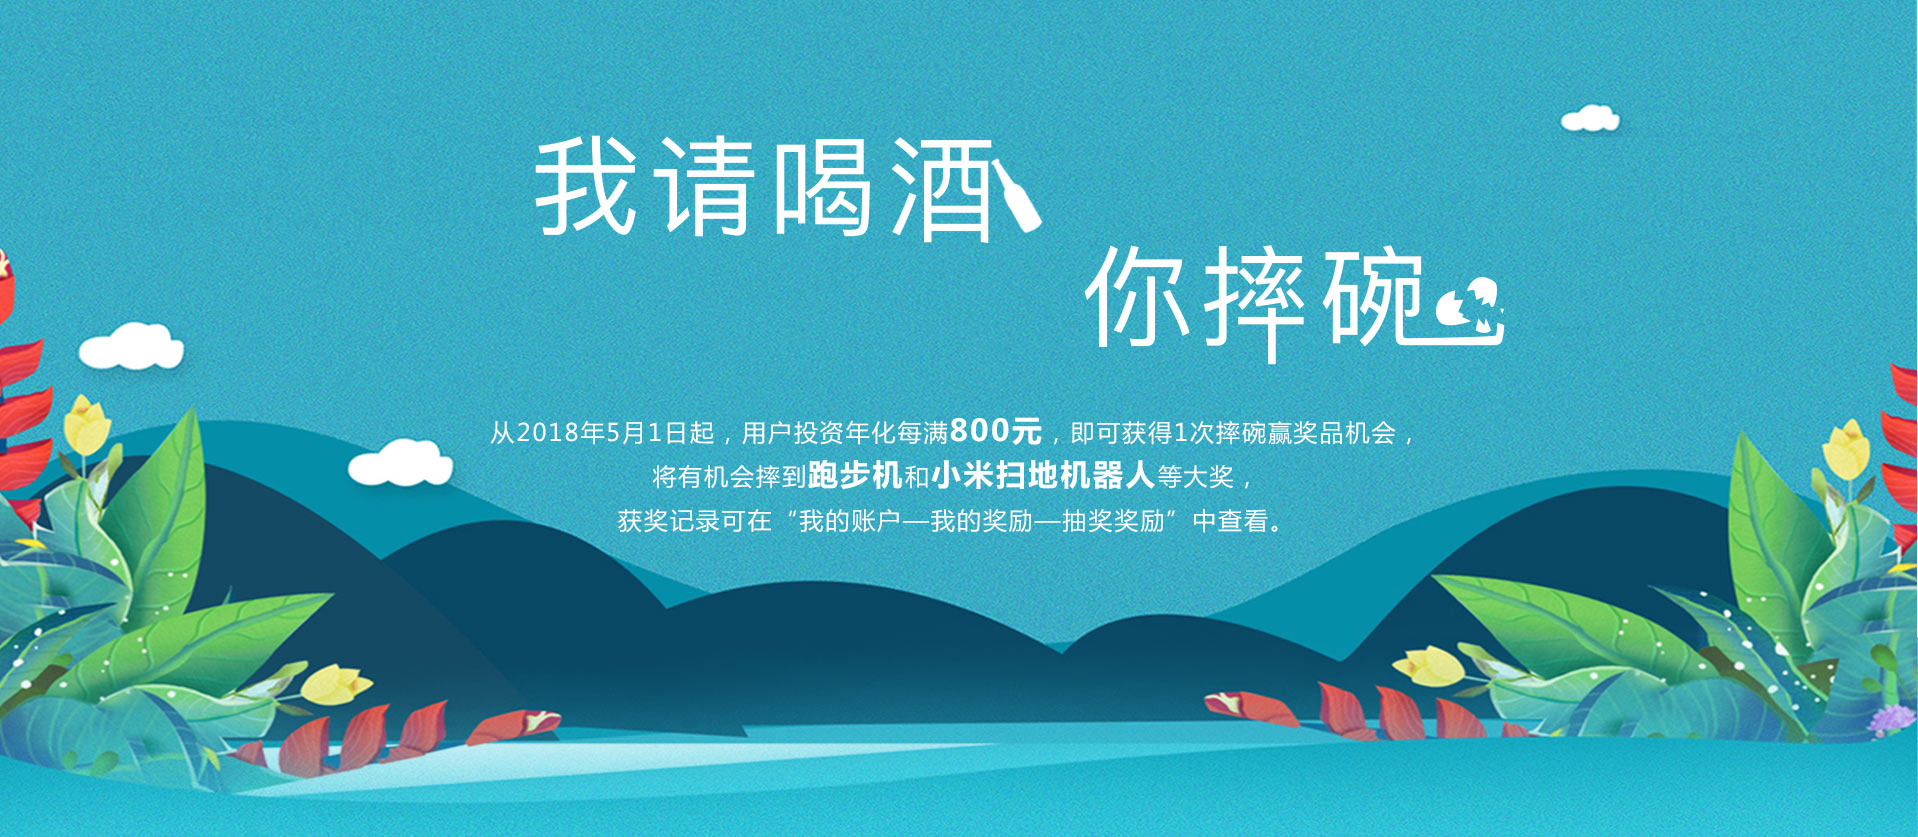 我请喝酒
你摔碗
从2018年5月1日起，用户投资年化每满800元，即可获得1次摔碗赢奖品机会，
将有机会摔到跑步机和小米扫地机器人等大奖，
获奖记录可在“我的账户—我的奖励—抽奖奖励”中查看。